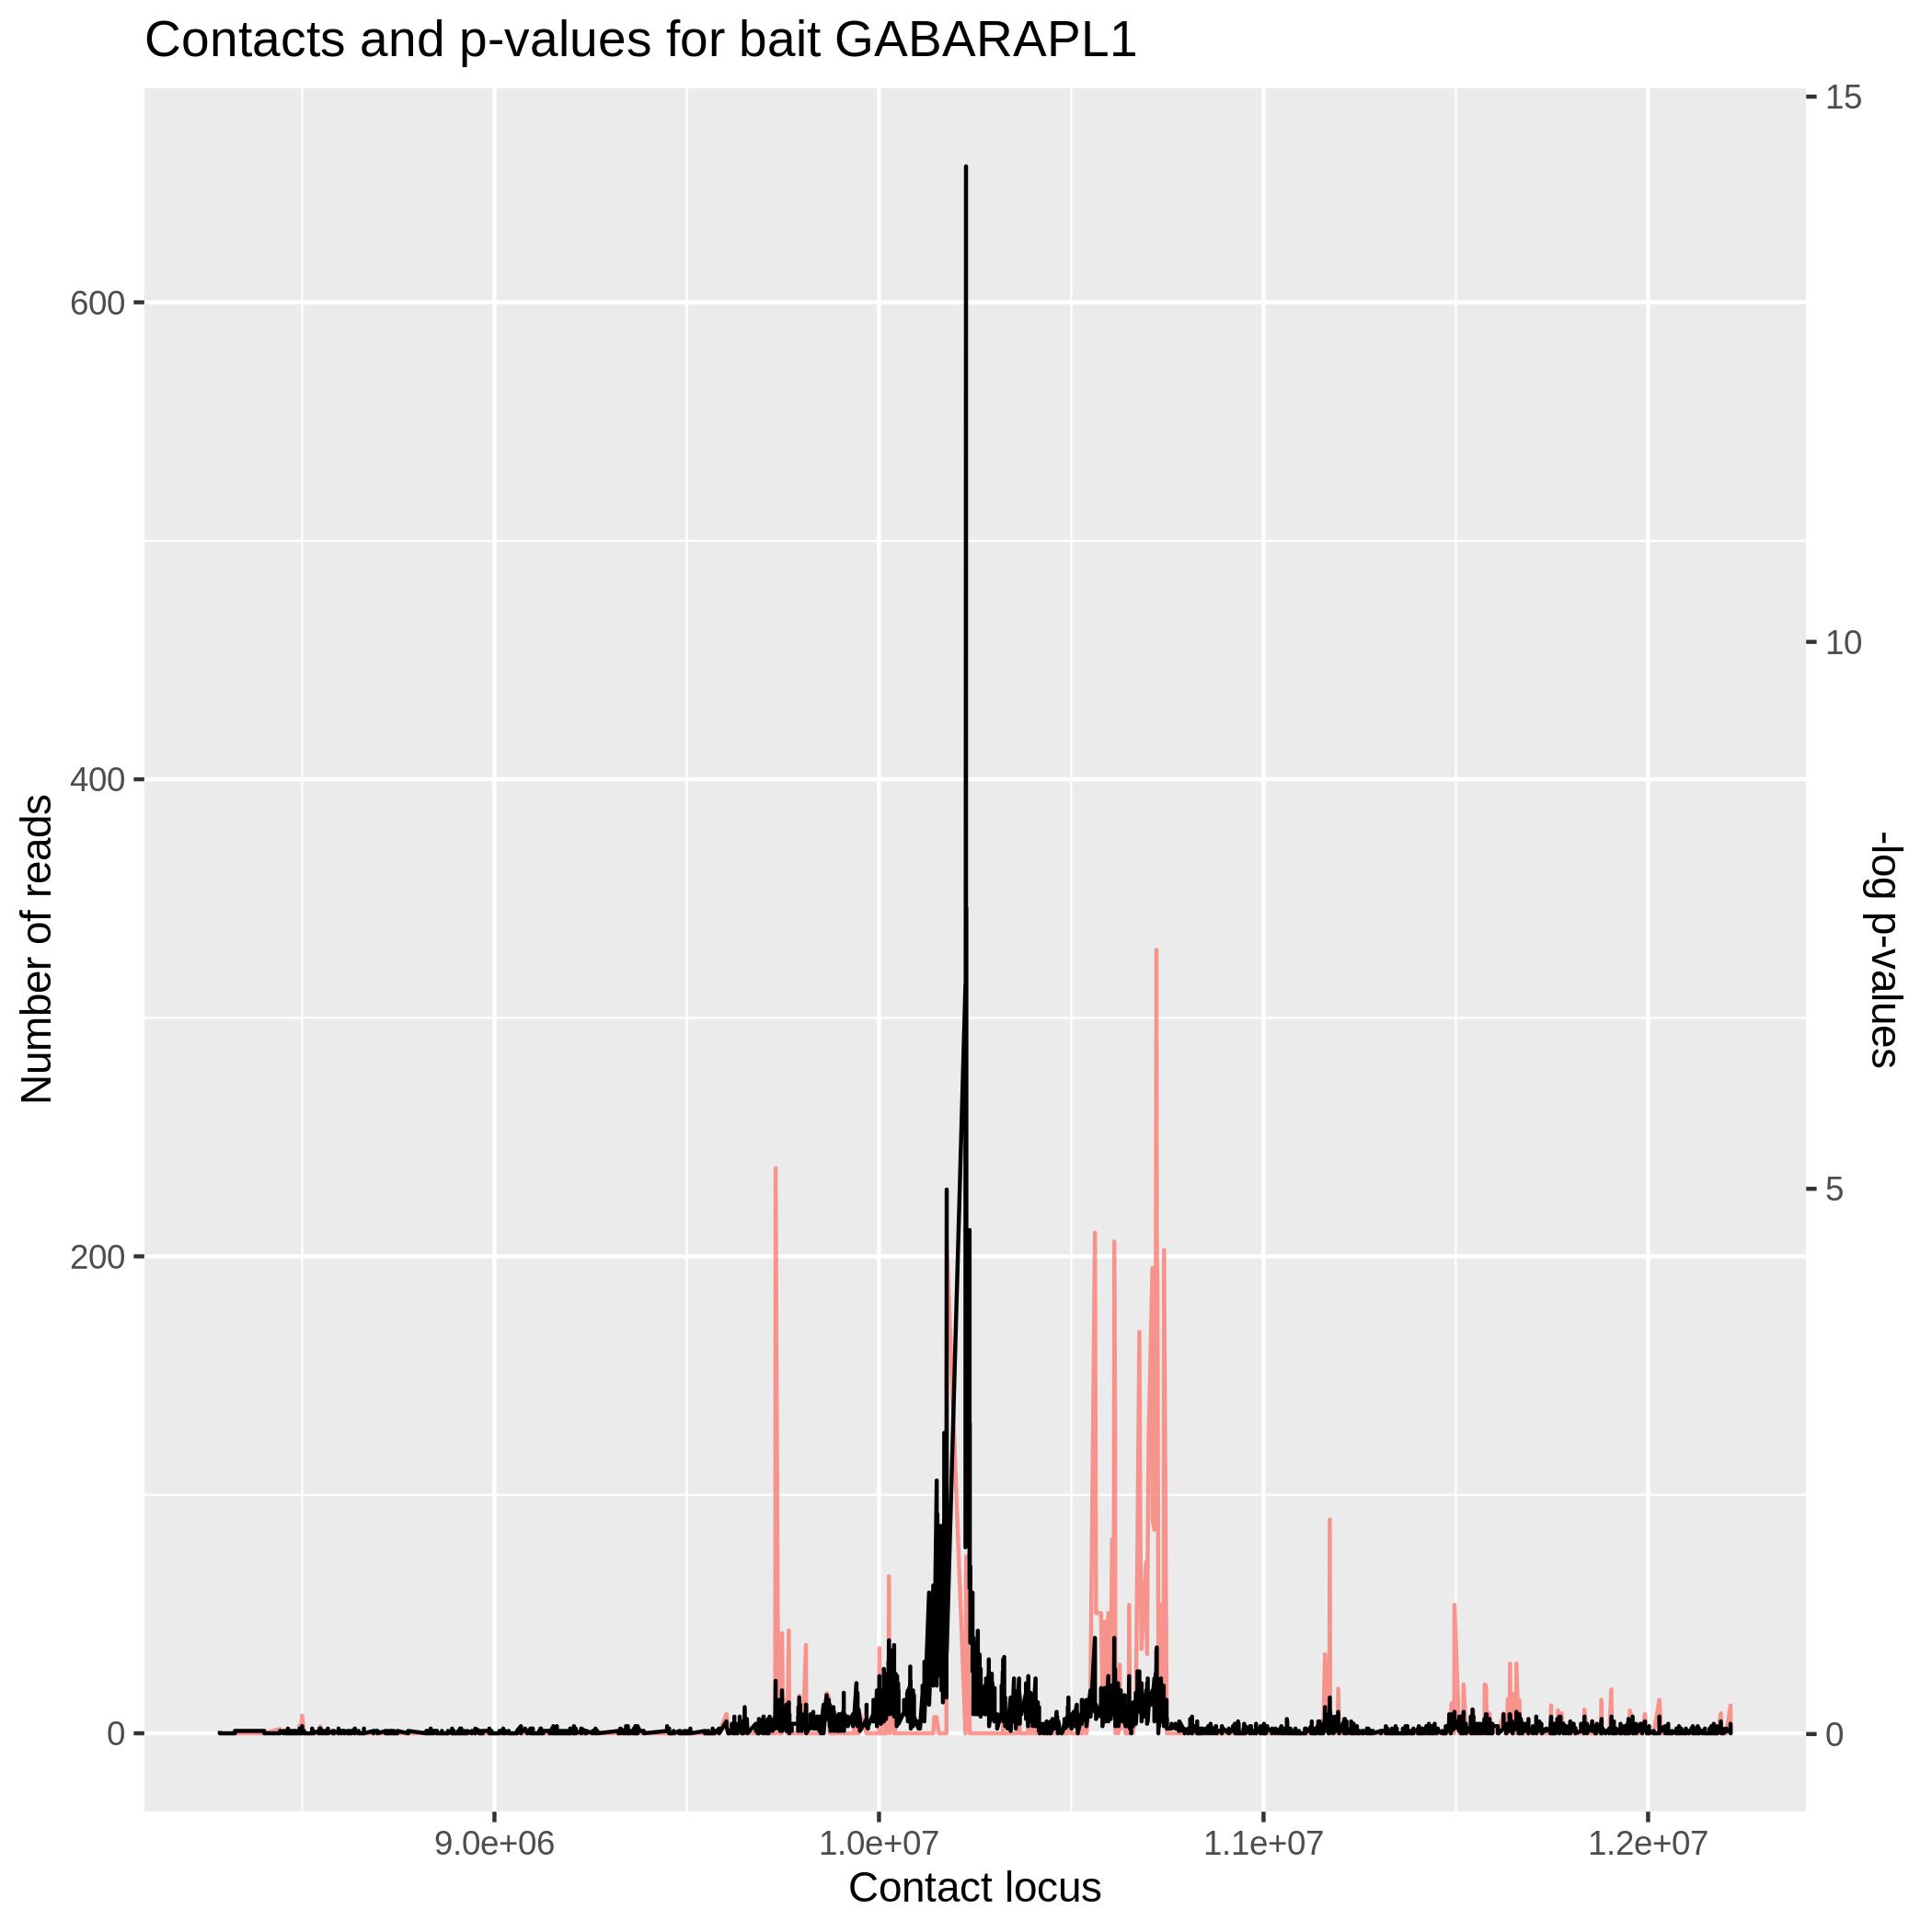 Contacts and p-values for bait GABARAPL1
15
600
10
400
Number of reads
-log p-values
5
200
0
0
9.0e+06
1.0e+07
1.1e+07
1.2e+07
Contact locus